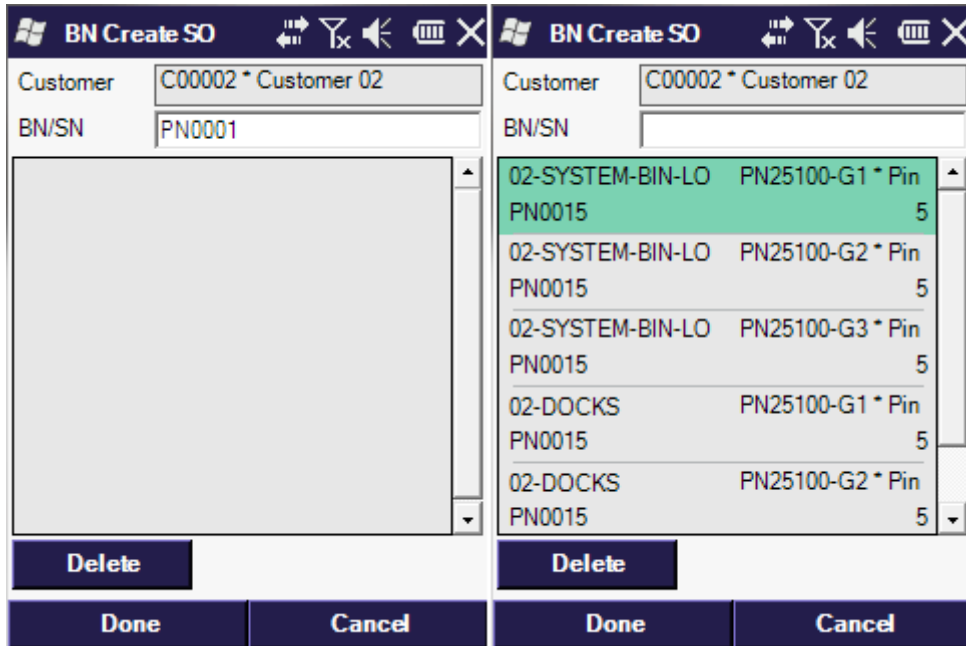 BN Create SO
Customer C00002 * Customer 02
BN/SN PN0001
Delete
Done Cancel
BN Create SO
Customer C00002 * Customer 02
BN/SN
02-SYSTEM-BIN-LO PN25100-G1 * Pin
PN0015 5
02-SYSTEM-BIN-LO PN25100-G2 * Pin
PN0015 5
02-SYSTEM-BIN-LO PN25100-G3 * Pin
PN0015 5
02-DOCKS PN25100-G1 * Pin
PN0015 5
02-DOCKS PN25100-G2 * Pin
PN0015 5
Delete
Done Cancel